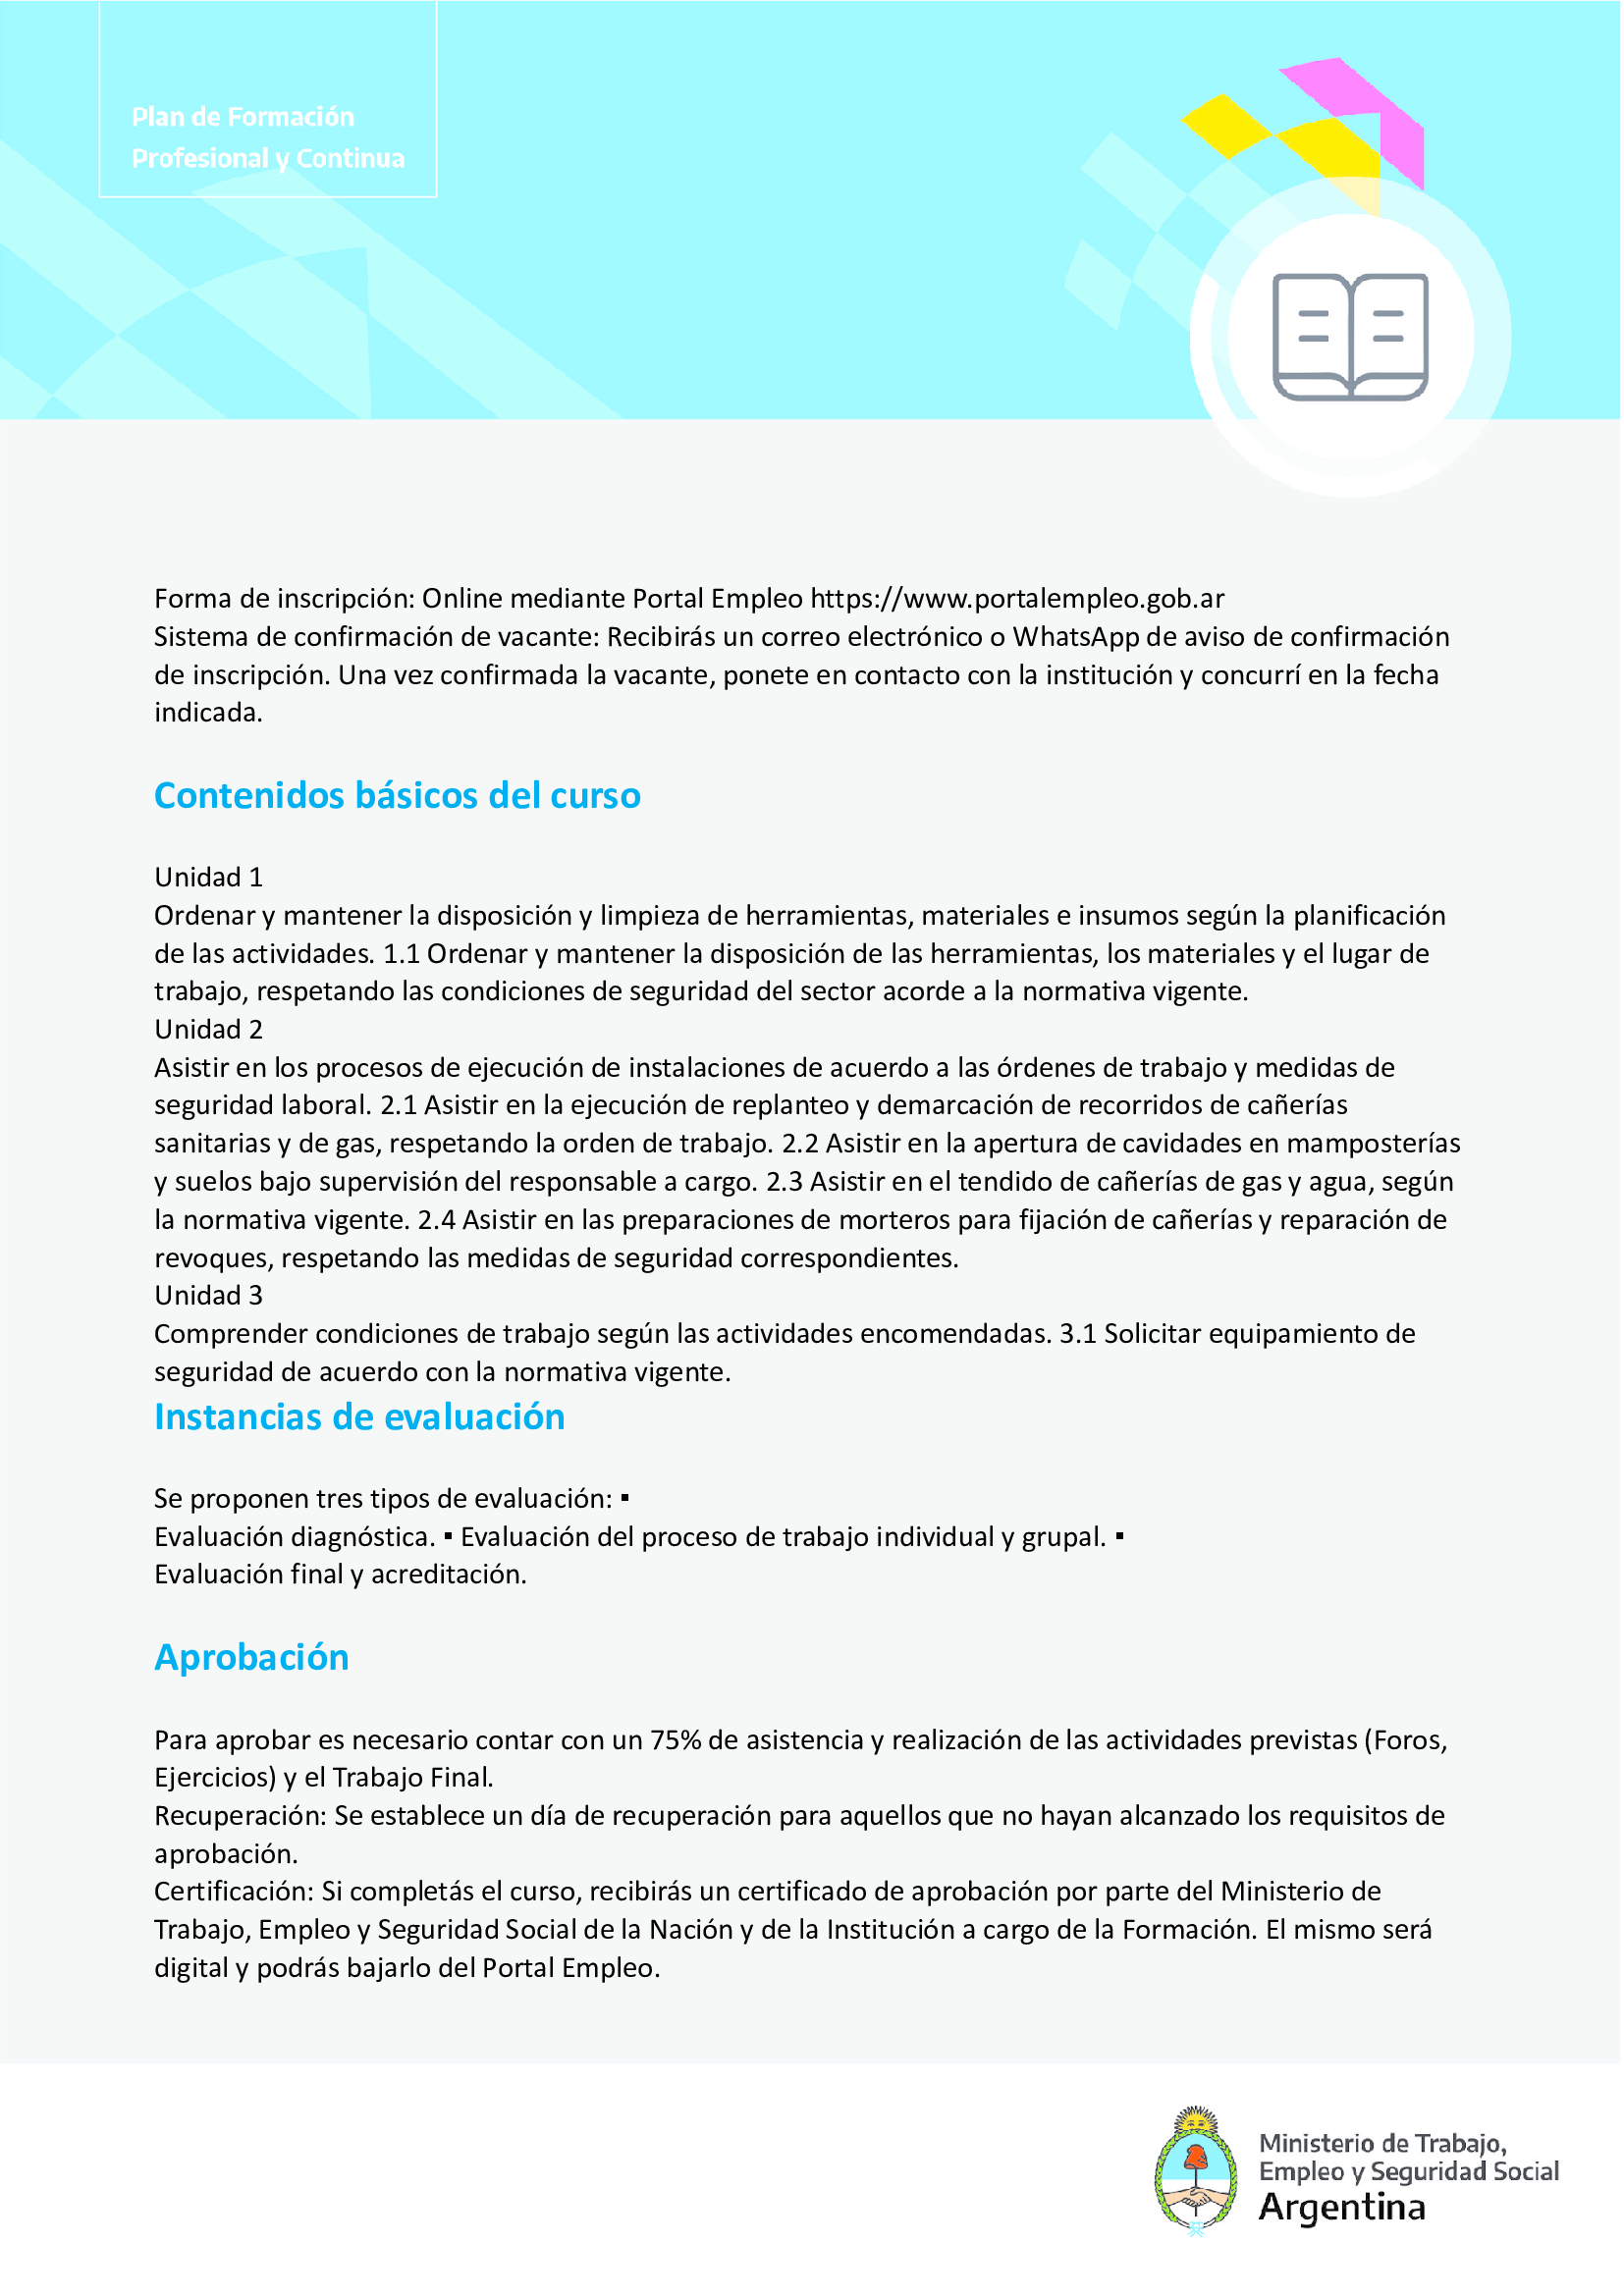 Plan de Formación
Profesional y Continua
Forma de inscripción: Online mediante Portal Empleo https://www.portalempleo.gob.ar
Sistema de confirmación de vacante: Recibirás un correo electrónico o WhatsApp de aviso de confirmación
de inscripción. Una vez confirmada la vacante, ponete en contacto con la institución y concurrí en la fecha
indicada.
Contenidos básicos del curso
Unidad 1
Ordenar y mantener la disposición y limpieza de herramientas, materiales e insumos según la planificación
de las actividades. 1.1 Ordenar y mantener la disposición de las herramientas, los materiales y el lugar de
trabajo, respetando las condiciones de seguridad del sector acorde a la normativa vigente.
Unidad 2
Asistir en los procesos de ejecución de instalaciones de acuerdo a las órdenes de trabajo y medidas de
seguridad laboral. 2.1 Asistir en la ejecución de replanteo y demarcación de recorridos de cañerías
sanitarias y de gas, respetando la orden de trabajo. 2.2 Asistir en la apertura de cavidades en mamposterías
y suelos bajo supervisión del responsable a cargo. 2.3 Asistir en el tendido de cañerías de gas y agua, según
la normativa vigente. 2.4 Asistir en las preparaciones de morteros para fijación de cañerías y reparación de
revoques, respetando las medidas de seguridad correspondientes.
Unidad 3
Comprender condiciones de trabajo según las actividades encomendadas. 3.1 Solicitar equipamiento de
seguridad de acuerdo con la normativa vigente.
Instancias de evaluación
Se proponen tres tipos de evaluación: ▪
Evaluación diagnóstica. ▪ Evaluación del proceso de trabajo individual y grupal. ▪
Evaluación final y acreditación.
Aprobación
Para aprobar es necesario contar con un 75% de asistencia y realización de las actividades previstas (Foros,
Ejercicios) y el Trabajo Final.
Recuperación: Se establece un día de recuperación para aquellos que no hayan alcanzado los requisitos de
aprobación.
Certificación: Si completás el curso, recibirás un certificado de aprobación por parte del Ministerio de
Trabajo, Empleo y Seguridad Social de la Nación y de la Institución a cargo de la Formación. El mismo será
digital y podrás bajarlo del Portal Empleo.
Ministerio de Trabajo,
Empleo y Seguridad Social
Argentina